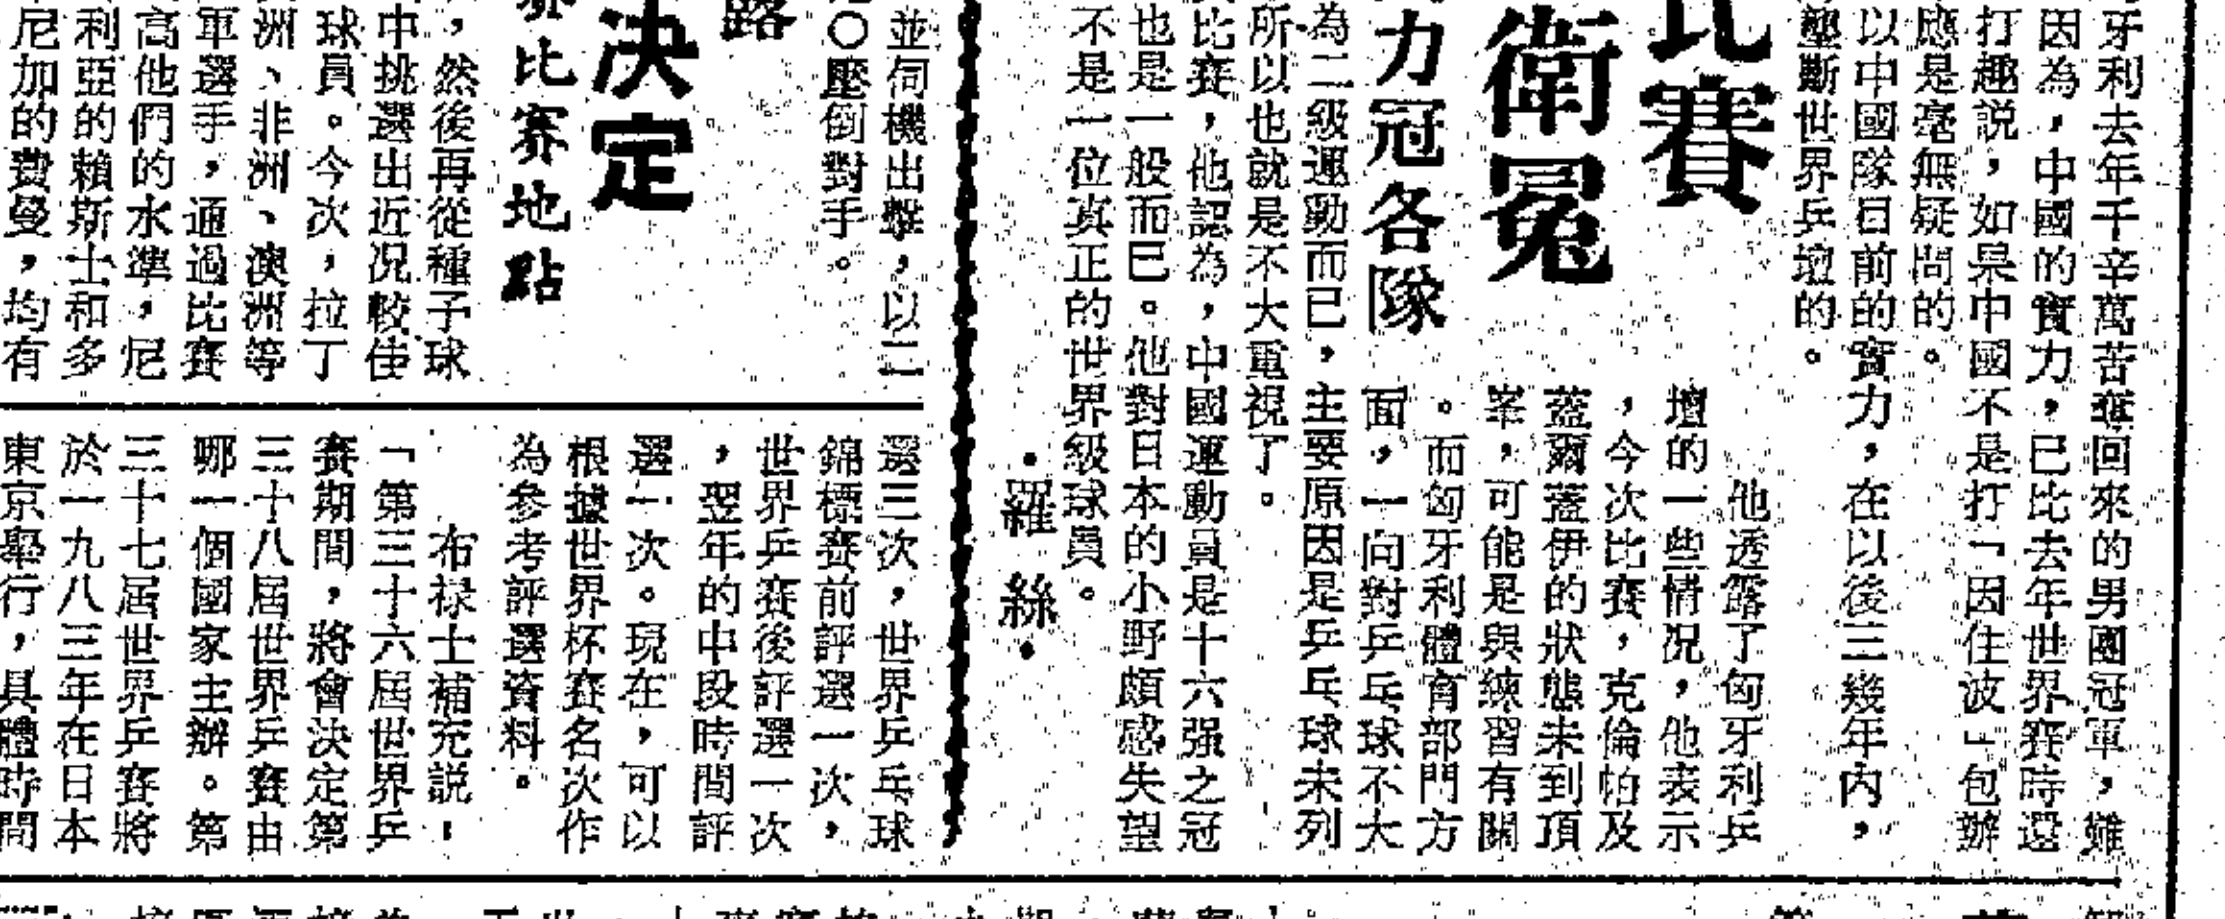 比賽
衛冕
力冠各隊
牙利去年千辛萬苦奪回來的男團冠軍，雖
因為，中國的實力，已比去年世界賽時還
打趣説，如果中國不是打「因住波」包辦
應是毫無疑問的。
以中國隊目前的實力，在以後三幾年内，
壟斷世界乒壇的。
他透露了匈牙利乒
壇的一些情况，他表示
，今次比賽，克倫帕及
蓋爾蓋伊的狀態未到頂
峯，可能是與練習有關
。而匈牙利體育部門方
面，一向對乒乓球不大
為二級運動而已，主要原因是乒乓球未列
所以也就是不大重視了。
比賽，他認為，中國運動員是十六强之冠
也是一般而已。他對日本的小野頗感失望
不是一位真正的世界級球員。
·羅絲·
路
決定
比赛地點
並伺機出擊，以三
〇壓倒對手。
，然後再從種子球
中挑選出近況較佳
球員。今次，拉丁
洲、非洲、澳洲等
軍選手，通過比賽
高他們的水準，尼
利亞的賴斯士和多
尼加的費曼，均有
選三次，世界乒乓球
錦標賽前評選一次，
世界乒賽後評選一次
，翌年的中段時間評
選一次。現在，可以
根據世界杯賽名次作
為參考評選資料。
布禄士補充説，
「第三十六屆世界乒
賽期間，將會決定第
三十八屆世界乒賽由
哪一個國家主辦。第
三十七屆世界乒賽將
於一九八三年在日本
東京舉行，具體時間